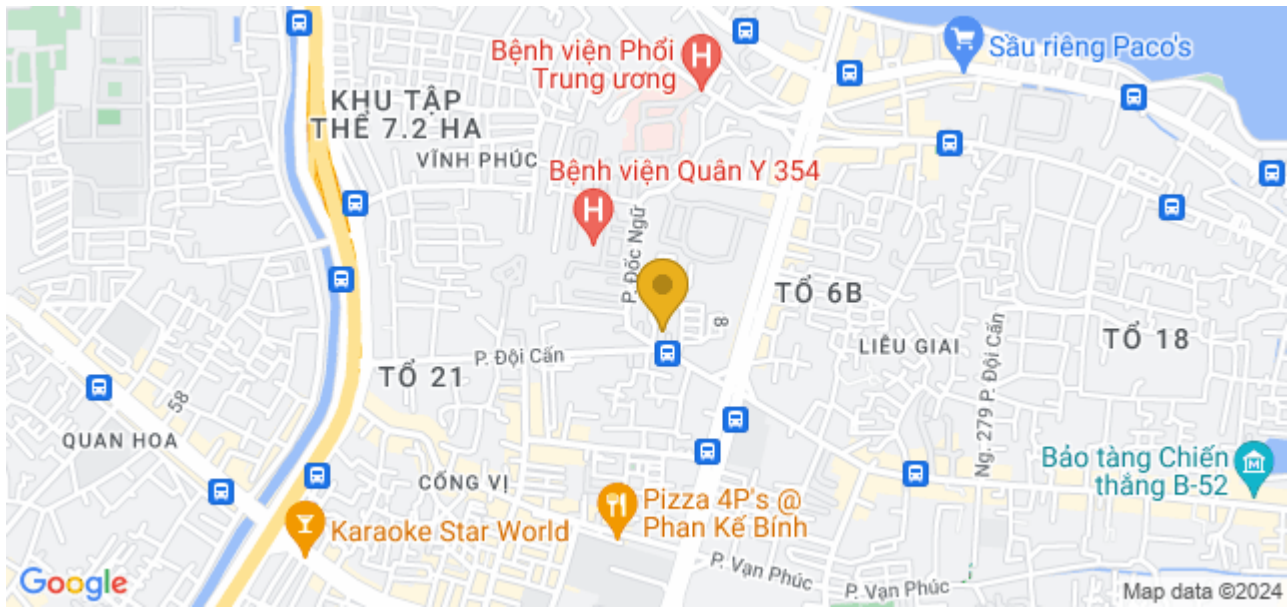 Bệnh viện Phổi
Trung ương
Sầu riêng Paco's
KHU TẬP
THỂ 7.2 HA
VĨNH PHÚC
Bệnh viện Quân Y 354
P. Đốc Ngữ
TỔ 6B
8
LIỄU GIAI
TỔ 18
P. Đội Cấn
TỔ 21
Ng. 279 P. Đội Cấn
58
QUAN HOA
CỐNG VỊ
Bảo tàng Chiến
thắng B-52
Pizza 4P's @
Phan Kế Bính
Karaoke Star World
P. Vạn Phúc
P. Vạn Phúc
Google
Map data ©2024